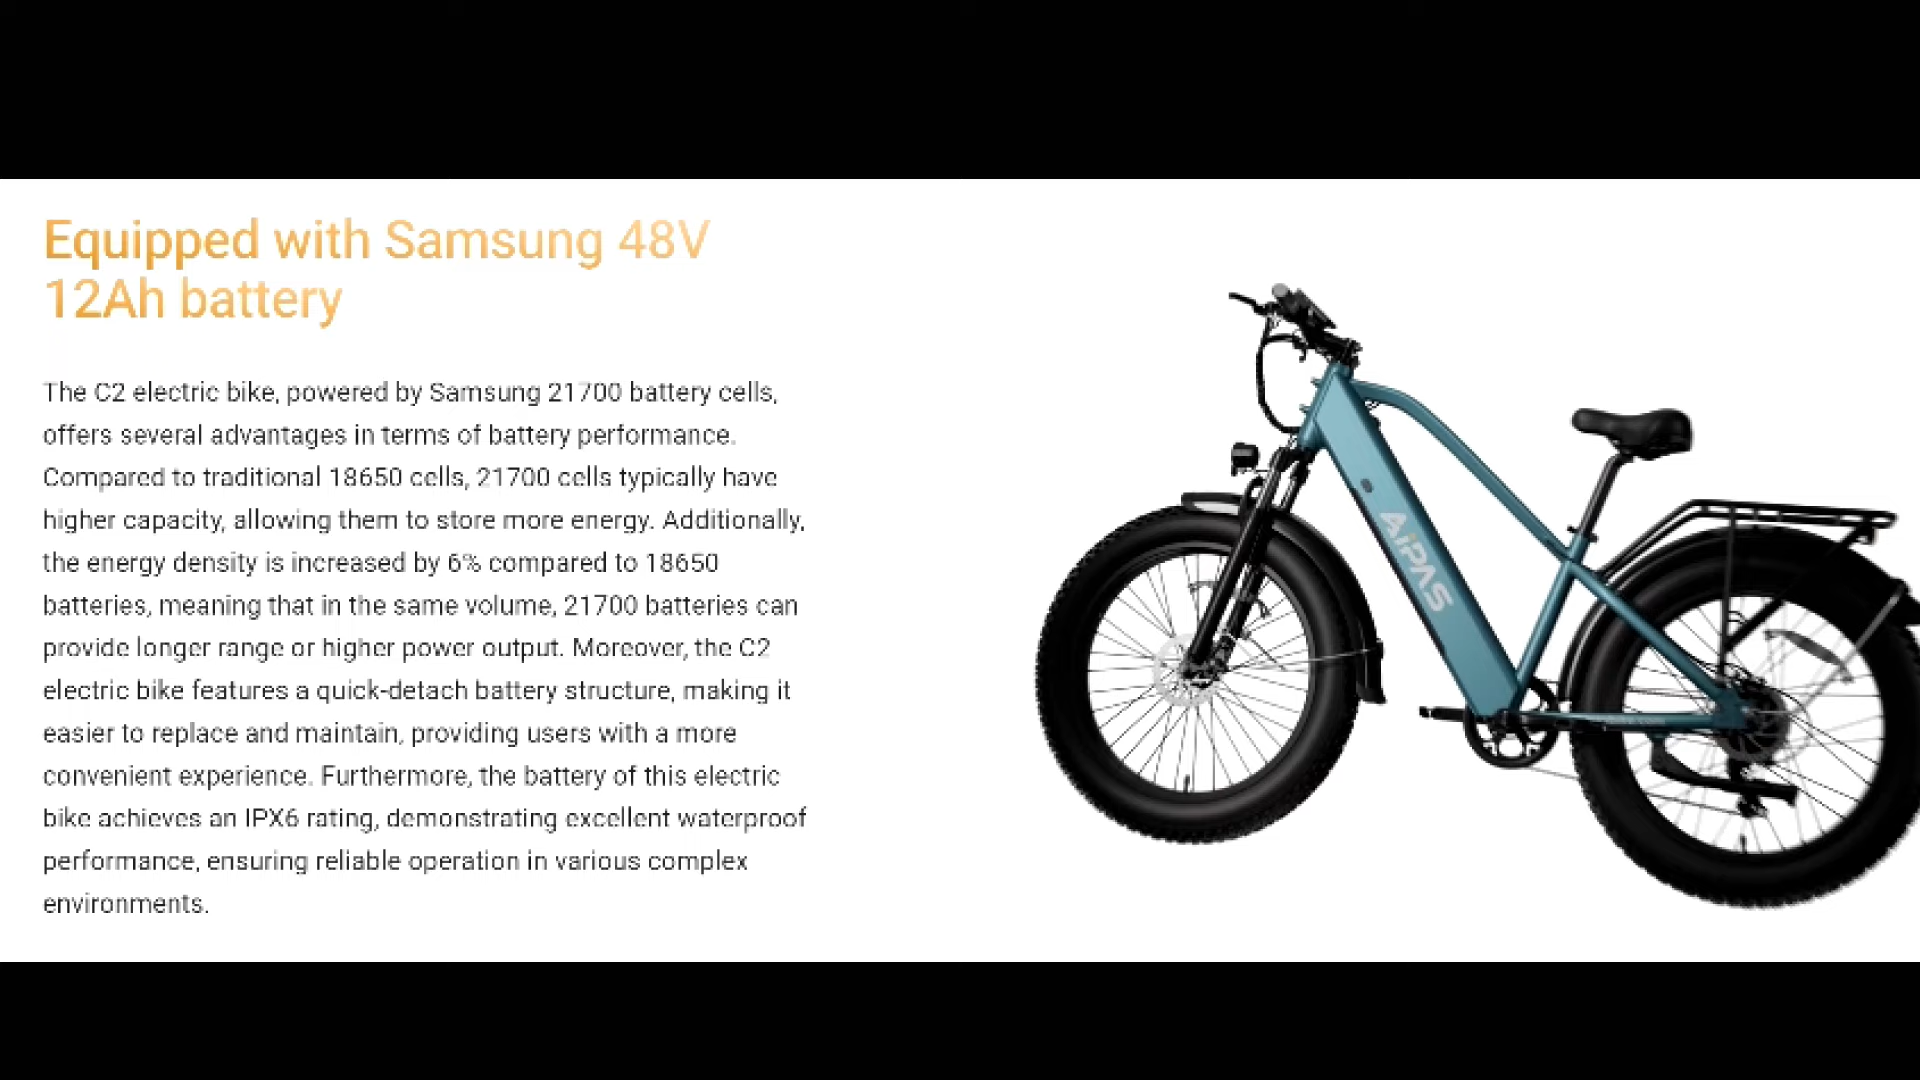 Equipped with Samsung 48V
12Ah battery
The C2 electric bike, powered by Samsung 21700 battery cells,
offers several advantages in terms of battery performance.
Compared to traditional 18650 cells, 21700 cells typically have
higher capacity, allowing them to store more energy. Additionally,
the energy density is increased by 6% compared to 18650
batteries, meaning that in the same volume, 21700 batteries can
provide longer range or higher power output. Moreover, the C2
electric bike features a quick-detach battery structure, making it
easier to replace and maintain, providing users with a more
convenient experience. Furthermore, the battery of this electric
bike achieves an IPX6 rating, demonstrating excellent waterproof
performance, ensuring reliable operation in various complex
environments.
AiPAS